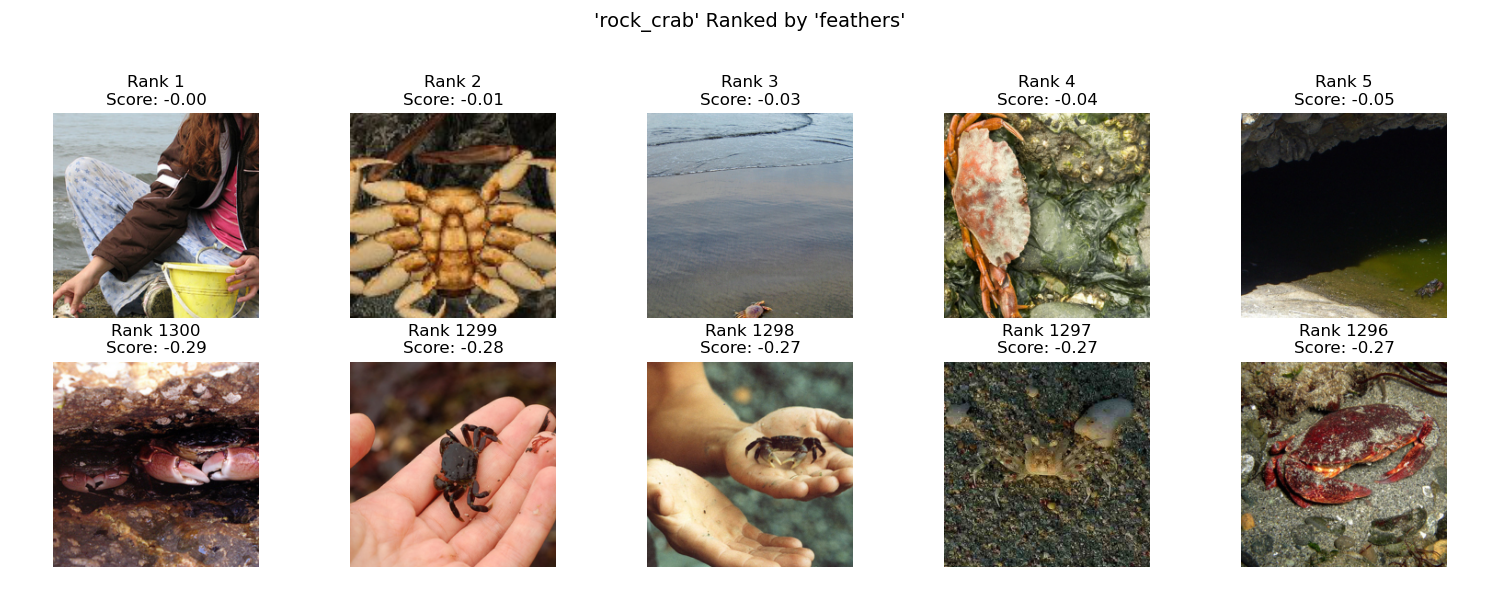 'rock_crab' Ranked by 'feathers'
Rank 1
Score: -0.00
Rank 2
Score: -0.01
Rank 3
Score: -0.03
Rank 4
Score: -0.04
Rank 5
Score: -0.05
Rank 1300
Score: -0.29
Rank 1299
Score: -0.28
Rank 1298
Score: -0.27
Rank 1297
Score: -0.27
Rank 1296
Score: -0.27